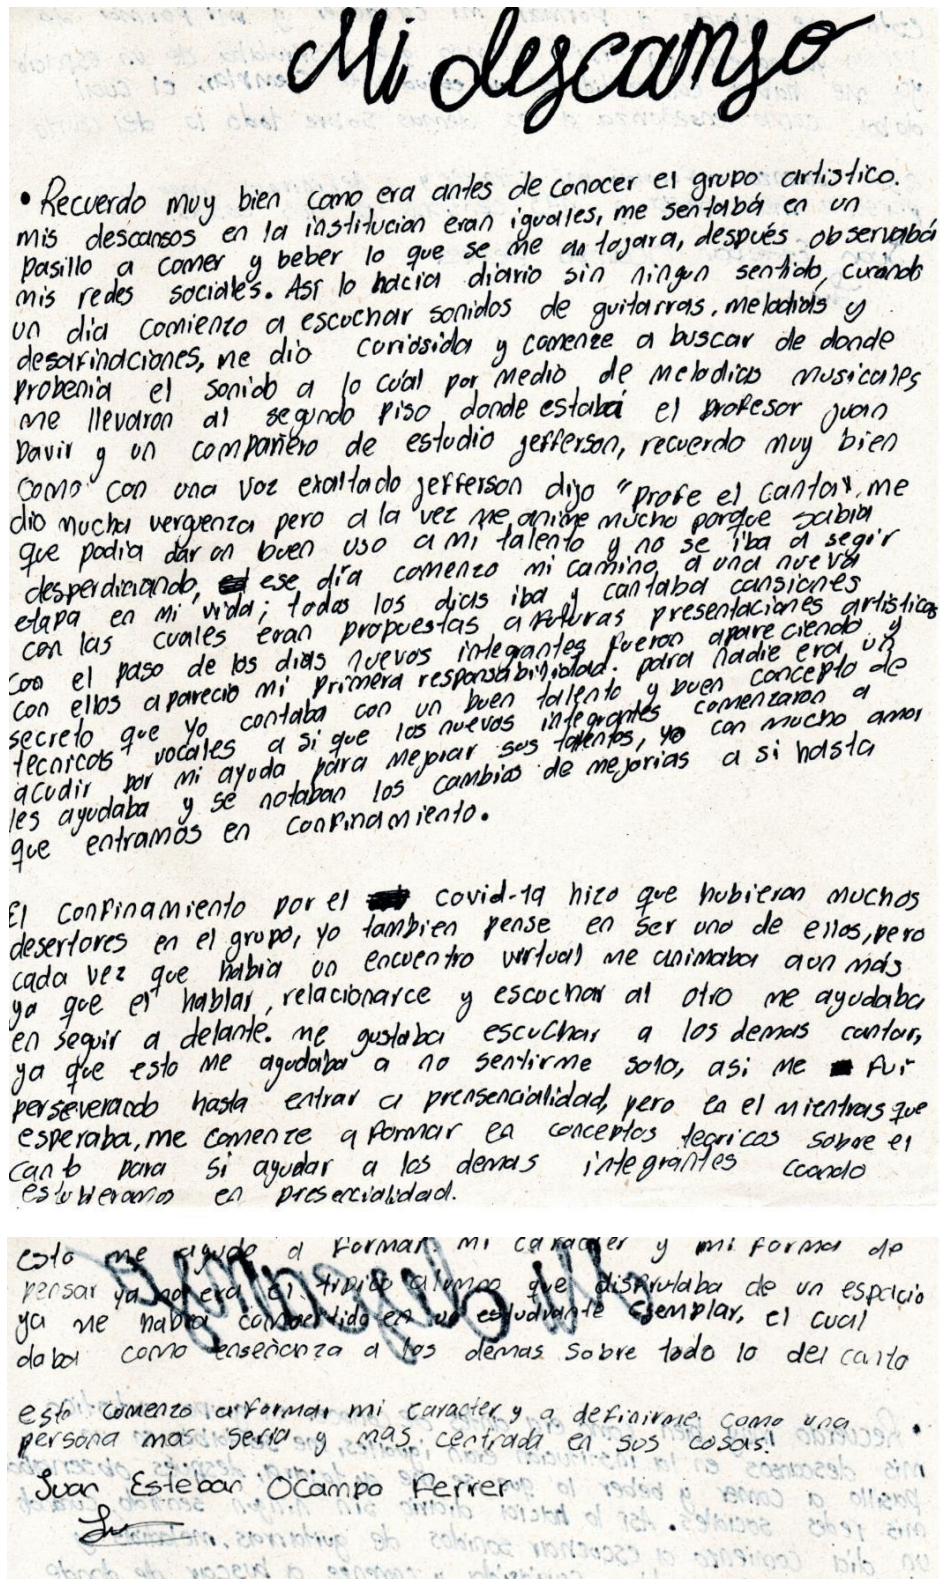 Mi descanso
• Recuerdo muy bien como era antes de conocer el grupo artistico.
mis descansos en la institucion eran iguales, me sentaba en un
pasillo a comer y beber lo que se me antojara, después observaba
mis redes sociales. Así lo hacia diario sin ningun sentido, cuando
un dia comienzo a escuchar sonidos de guitarras, melodias y
desafinaciones, me dio curiosida y comenze a buscar de donde
probenia el sonido a lo cual por medio de melodias musicales
me llevaron al segundo piso donde estaba el profesor juan
Davir y un compañero de estudio jefferson, recuerdo muy bien
como con una voz exaltado jefferson dijo "profe el canta", me
dio mucha verguenza pero a la vez me anime mucho porque sabia
que podia dar un buen uso a mi talento y no se iba a segir
desperdiciando, ese día comenzo mi camino a una nueva
etapa en mi vida; todos los dias iba y cantaba cansiones
con las cuales eran propuestas a futuras presentaciones artisticas
con el paso de los dias nuevos integrantes fueron apareciendo y
con ellos aparecio mi primera responsabilidad. para nadie era un
secreto que yo contaba con un buen talento y buen concepto de
tecnicas vocales a si que los nuevos integrantes comenzaron a
acudir por mi ayuda para mejorar sus talentos, yo con mucho amor
les ayudaba y se notaban los cambios de mejorias a si hasta
que entramos en confinamiento.
El confinamiento por el covid-19 hizo que hubieran muchos
desertores en el grupo, yo tambien pense en ser uno de ellos, pero
cada vez que habia un encuentro virtual me animaba aun más
ya que el hablar, relacionarce y escuchar al otro me ayudaba
en seguir a delante. me gustaba escuchar a los demas cantar,
ya que esto me ayudaba a no sentirme solo, asi me fui
perseverando hasta entrar a prensencialidad, pero en el mientras que
esperaba, me comenze a formar en conceptos teoricos sobre el
canto para si ayudar a los demas integrantes cuando
estubieramos en presencialidad.
esto me ayudo a formar mi caracter y mi forma de
pensar ya no era el tipico alumno que disfrutaba de un espacio
ya me habia convertido en un estudiante ejemplar, el cual
daba como enseñanza a los demas sobre todo lo del canto
esto comenzo a formar mi caracter y a definirme como una
persona mas seria y mas centrada en sus cosas!
Juan Esteban Ocampo Ferrer